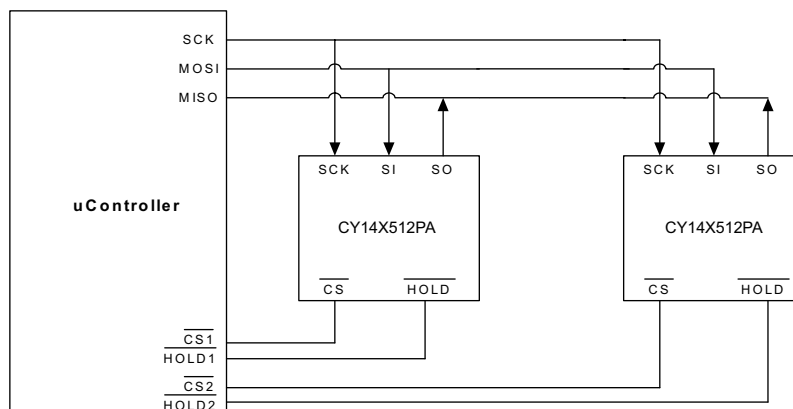 SCK
MOSI
MISO
uController
SCK SI SO
CY14X512PA
CS HOLD
SCK SI SO
CY14X512PA
CS HOLD
CS1
HOLD1
CS2
HOLD2